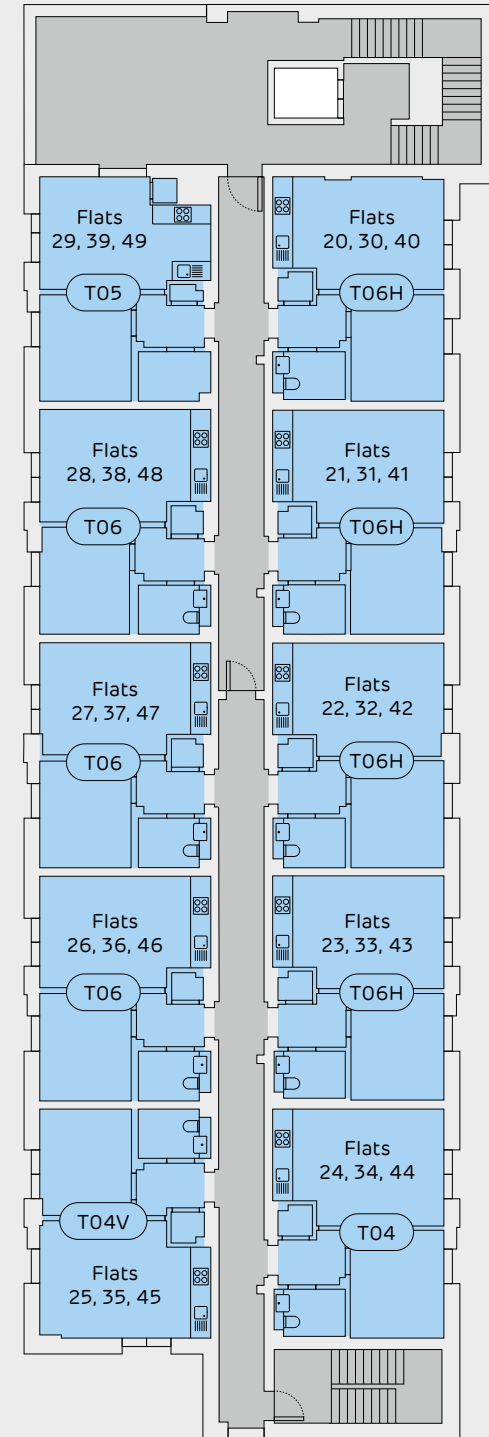 Flats
29, 39, 49
T05
Flats
20, 30, 40
T06H
Flats
28, 38, 48
T06
Flats
21, 31, 41
T06H
Flats
27, 37, 47
T06
Flats
22, 32, 42
T06H
Flats
26, 36, 46
T06
Flats
23, 33, 43
T06H
T04V
Flats
25, 35, 45
Flats
24, 34, 44
T04